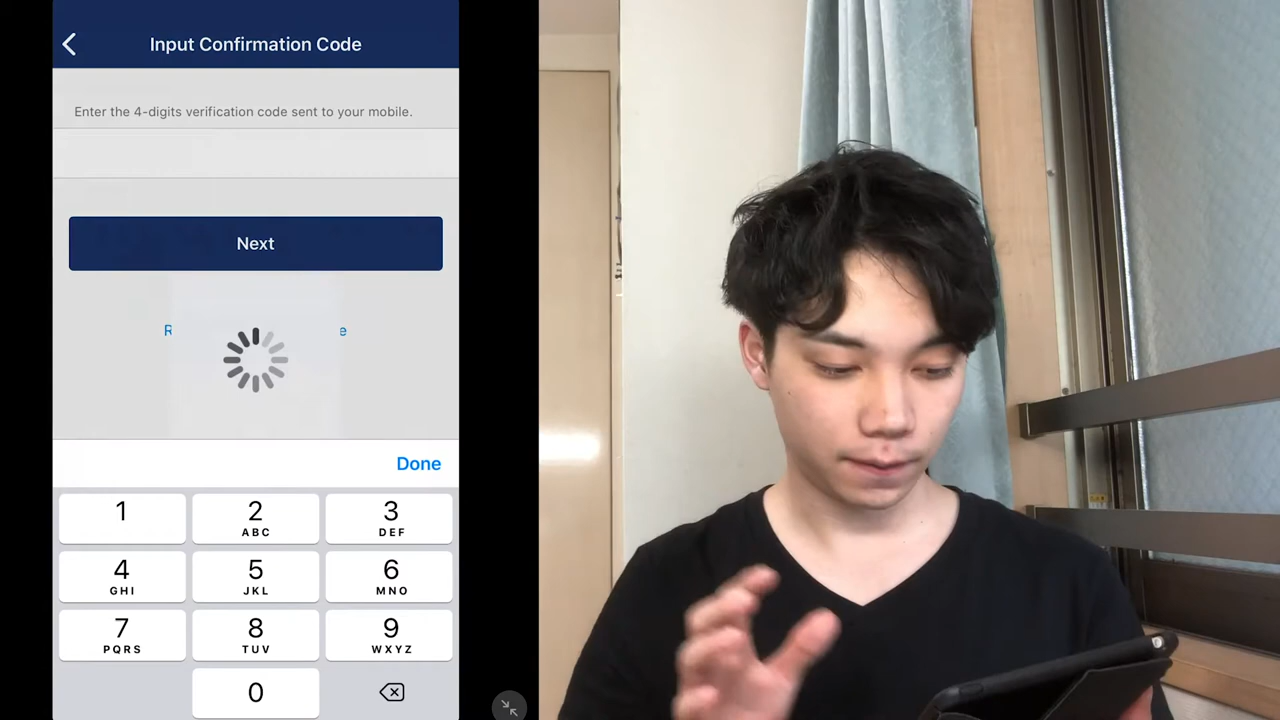 Input Confirmation Code
Enter the 4-digits verification code sent to your mobile.
Next
R e
Done
1
2 ABC
3 DEF
4 GHI
5 JKL
6 MNO
7 PQRS
8 TUV
9 WXYZ
0